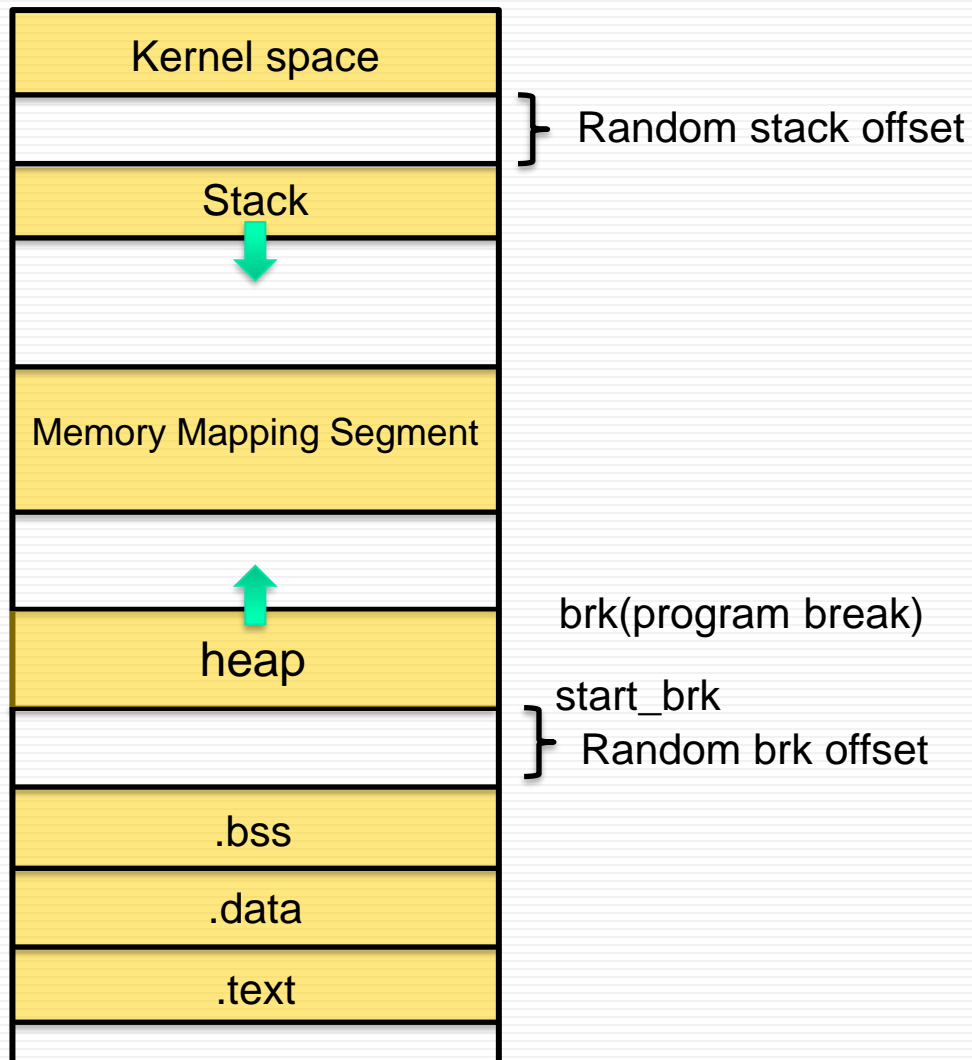 Kernel space
Random stack offset
Stack
Memory Mapping Segment
brk(program break)
heap
start_brk
Random brk offset
.bss
.data
.text